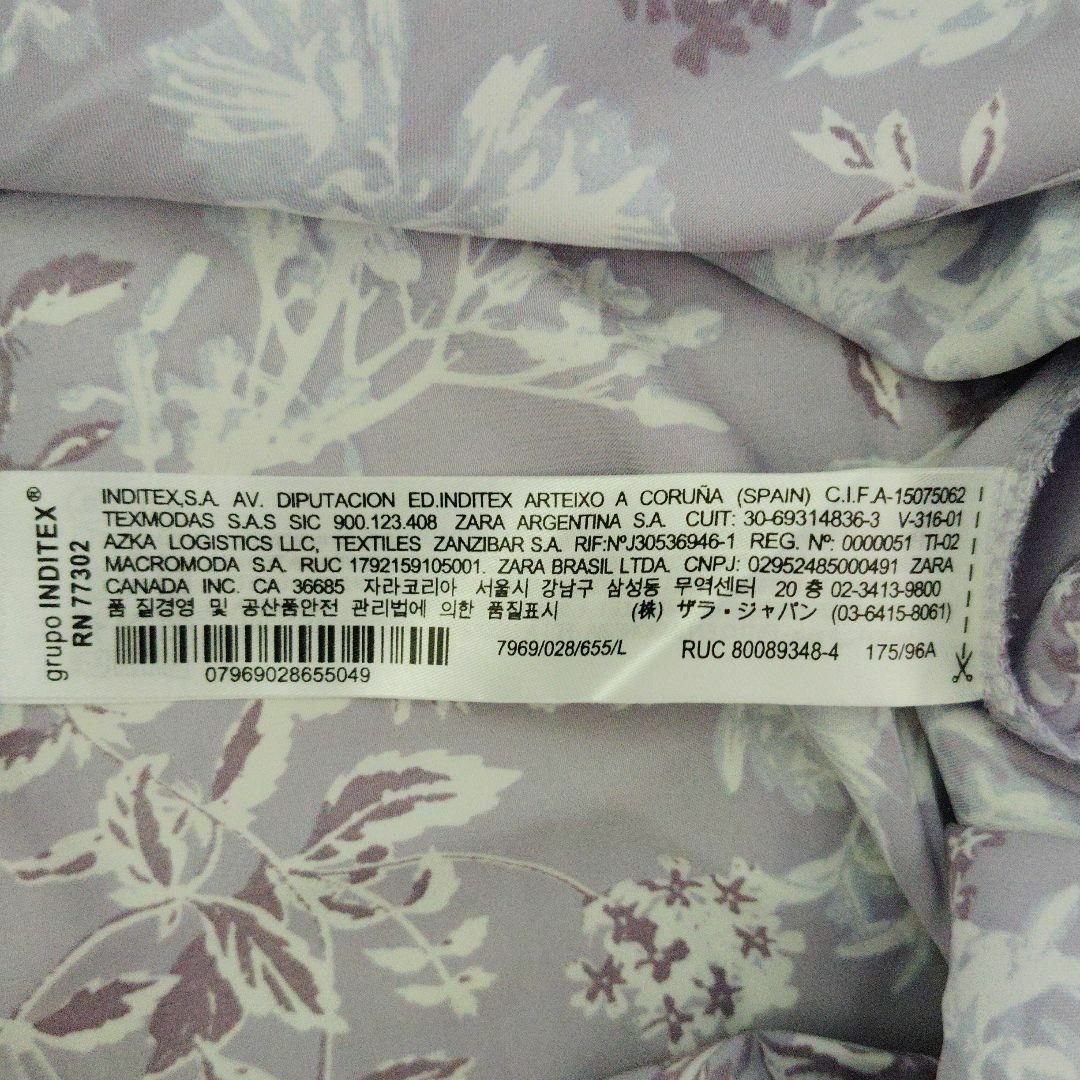 grupo INDITEX®
RN 77302
INDITEX,S.A. AV. DIPUTACION ED.INDITEX ARTEIXO A CORUÑA (SPAIN) C.I.F.A-15075062
TEXMODAS S.A.S SIC 900.123.408 ZARA ARGENTINA S.A. CUIT: 30-69314836-3 V-316-01
AZKA LOGISTICS LLC, TEXTILES ZANZIBAR S.A. RIF:NºJ30536946-1 REG. Nº: 0000051 TI-02
MACROMODA S.A. RUC 1792159105001. ZARA BRASIL LTDA. CNPJ: 02952485000491 ZARA
CANADA INC. CA 36685 자라코리아 서울시 강남구 삼성동 무역센터 20 층 02-3413-9800
품 질경영 및 공산품안전 관리법에 의한 품질표시 (株) ザラ・ジャパン (03-6415-8061)
7969/028/655/L RUC 80089348-4 175/96A
07969028655049